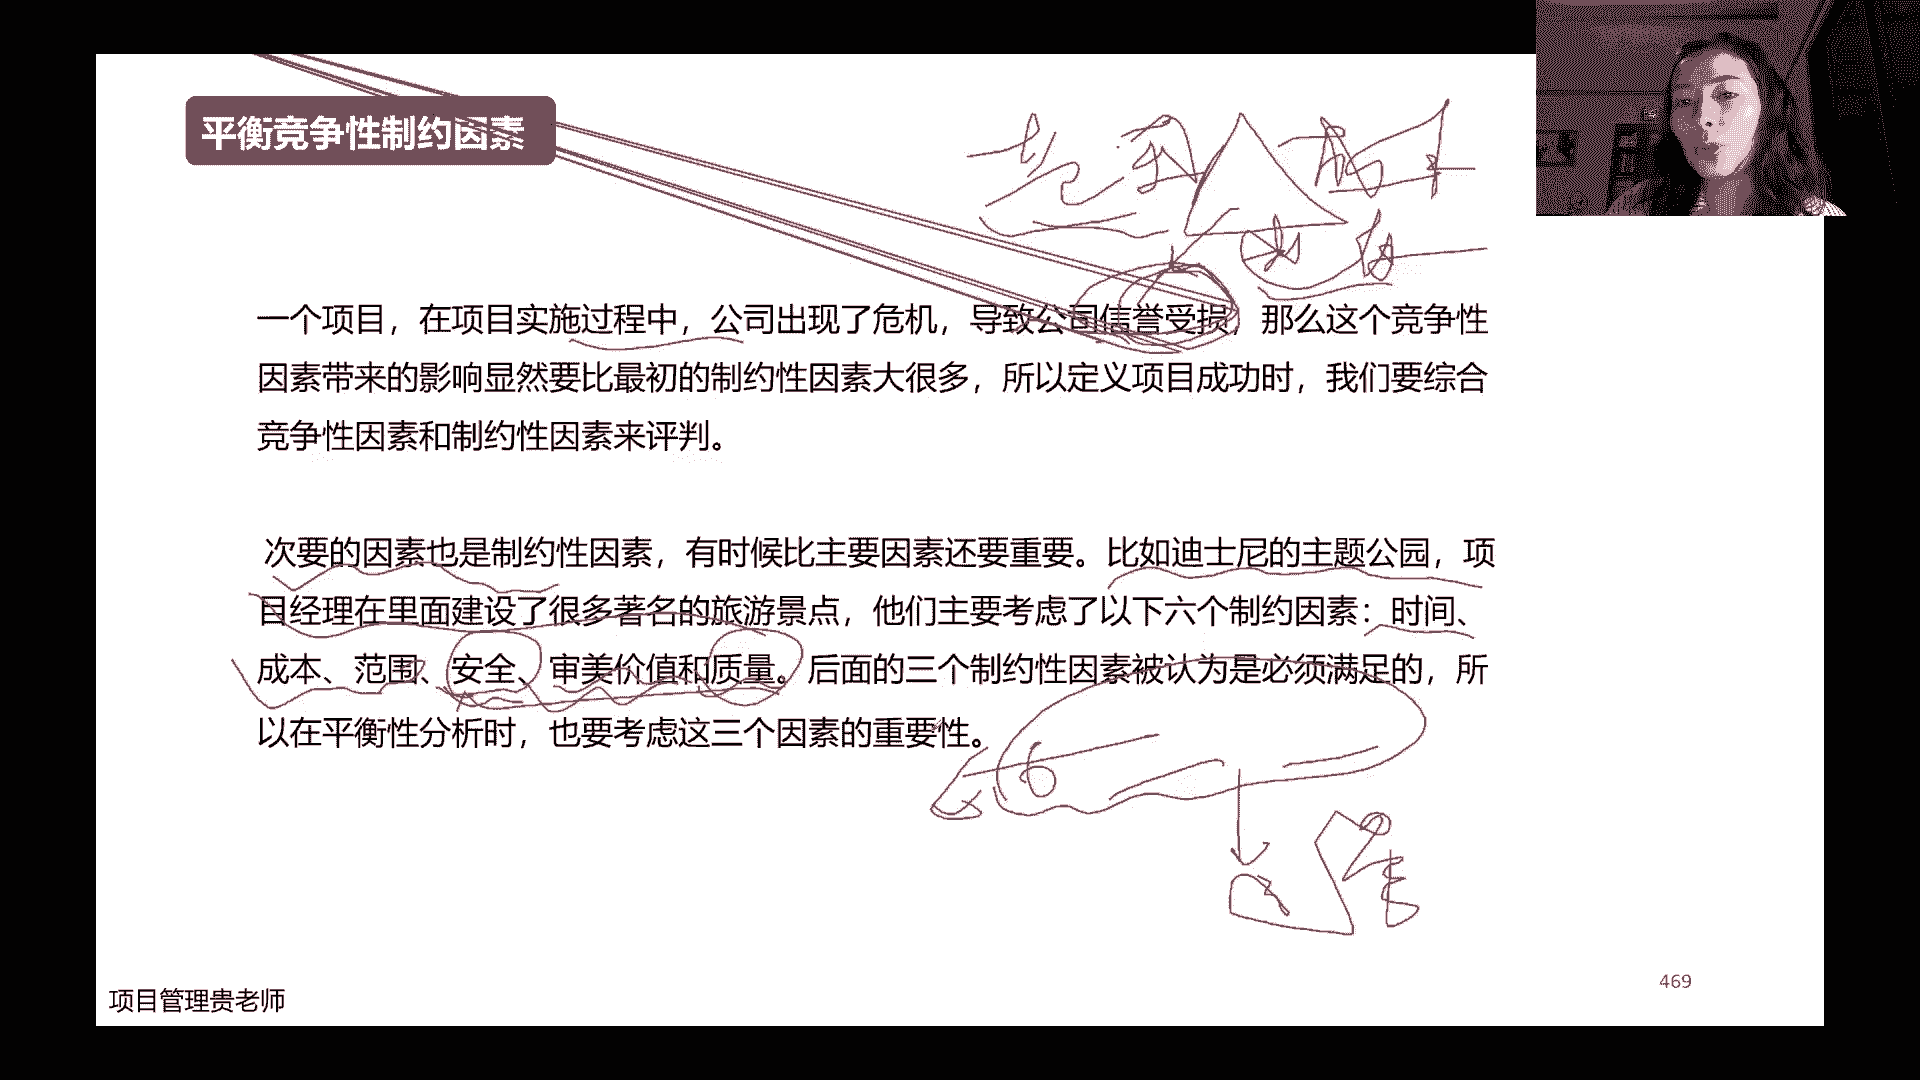 平衡竞争性制约因素
一个项目，在项目实施过程中，公司出现了危机，导致公司信誉受损，那么这个竞争性
因素带来的影响显然要比最初的制约性因素大很多，所以定义项目成功时，我们要综合
竞争性因素和制约性因素来评判。
次要的因素也是制约性因素，有时候比主要因素还要重要。比如迪士尼的主题公园，项
目经理在里面建设了很多著名的旅游景点，他们主要考虑了以下六个制约因素：时间、
成本、范围、安全、审美价值和质量。后面的三个制约性因素被认为是必须满足的，所
以在平衡性分析时，也要考虑这三个因素的重要性。
6
469
项目管理贵老师